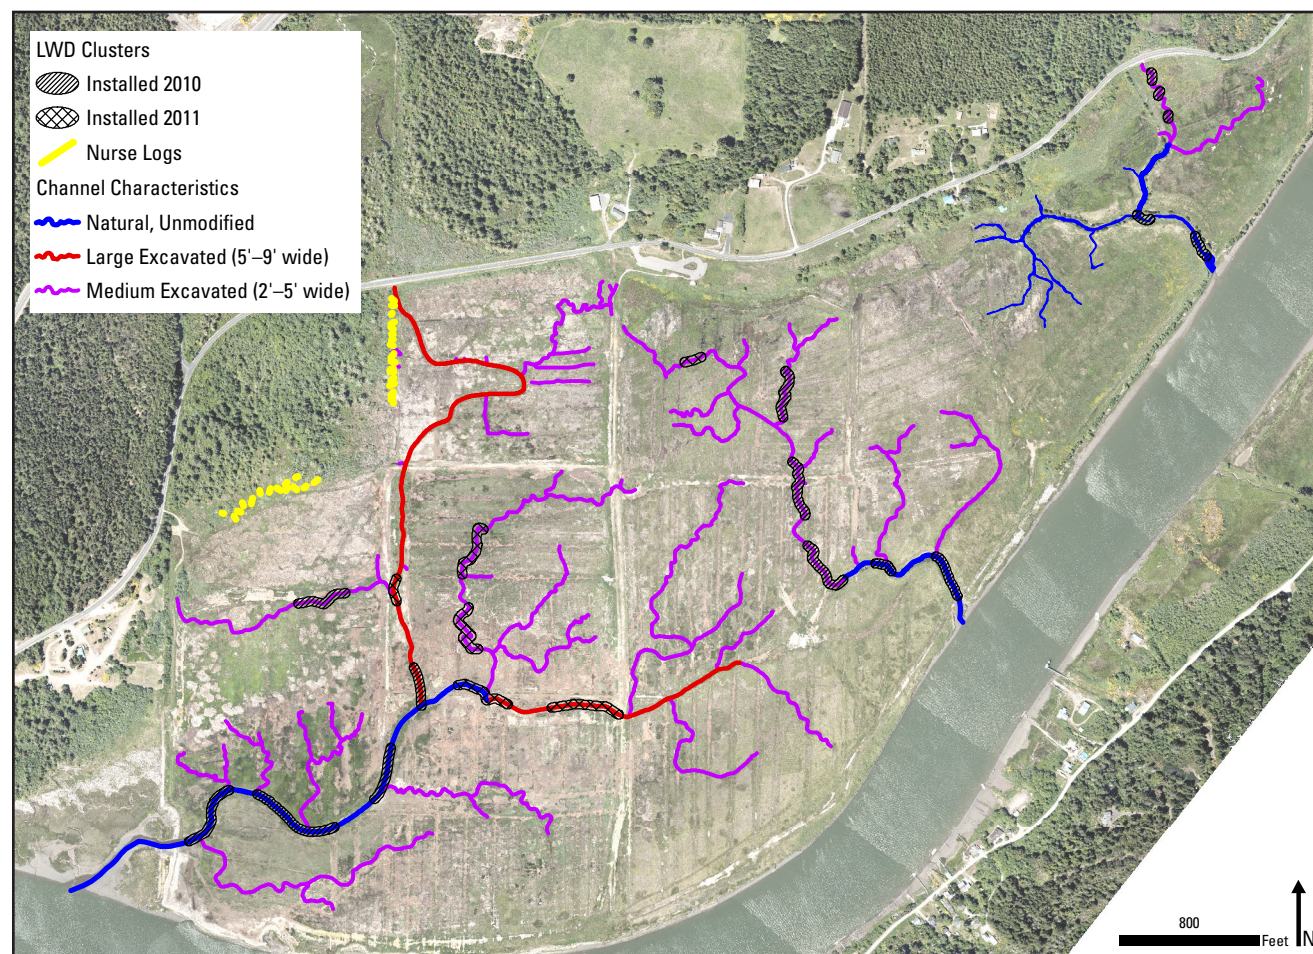 LWD Clusters
Installed 2010
Installed 2011
Nurse Logs
Channel Characteristics
Natural, Unmodified
Large Excavated (5'–9' wide)
Medium Excavated (2'–5' wide)
800
Feet
N